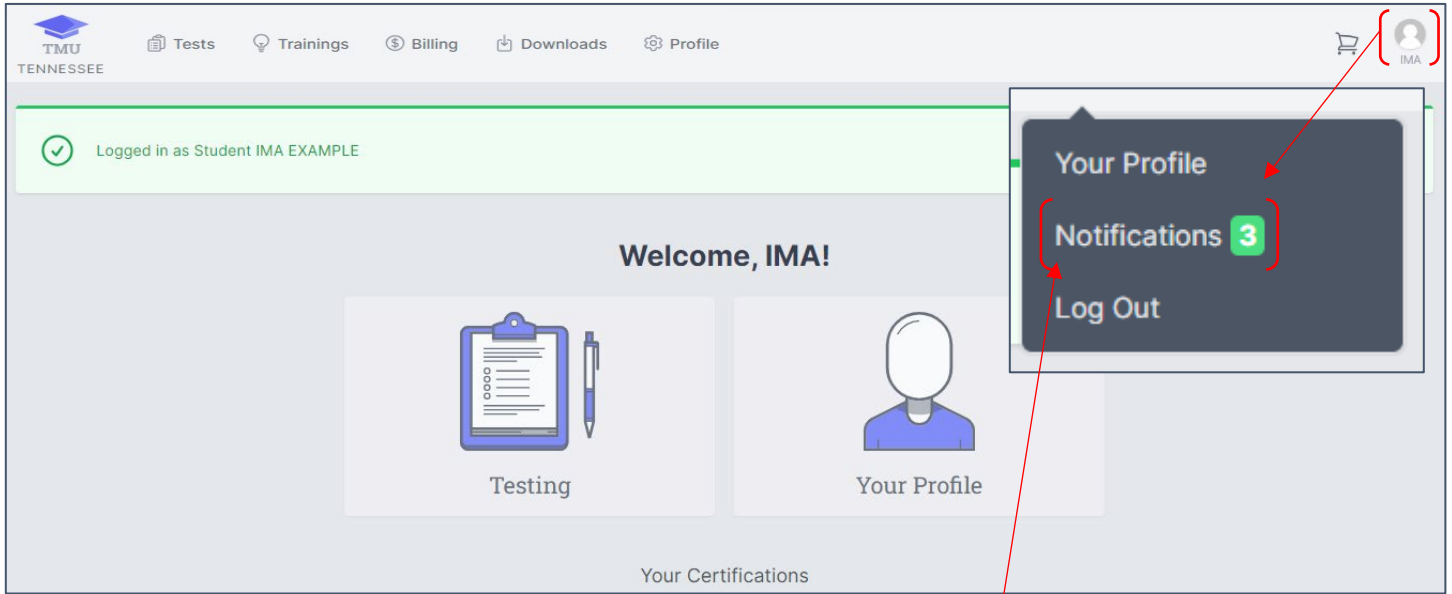 TMU
TENNESSEE
Tests Trainings Billing Downloads Profile
IMA
Logged in as Student IMA EXAMPLE
Your Profile
Notifications 3
Log Out
Welcome, IMA!
Testing
Your Profile
Your Certifications